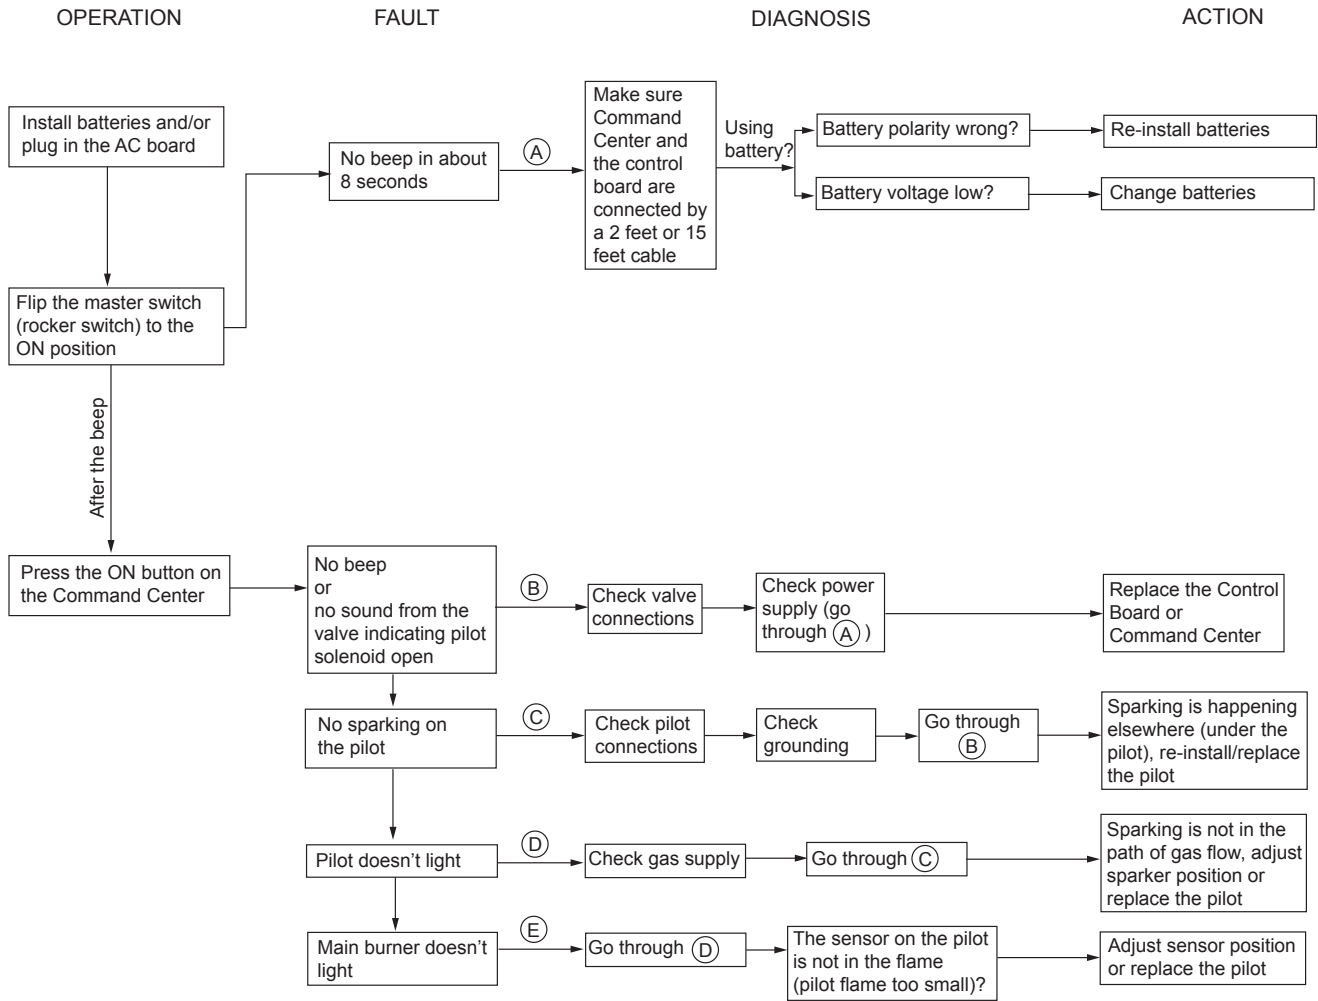 OPERATION
FAULT
DIAGNOSIS
ACTION
Install batteries and/or
plug in the AC board
Flip the master switch
(rocker switch) to the
ON position
After the beep
No beep in about
8 seconds
A
Make sure
Command
Center and
the control
board are
connected by
a 2 feet or 15
feet cable
Using
battery?
Battery polarity wrong?
Re-install batteries
Battery voltage low?
Change batteries
Press the ON button on
the Command Center
No beep
or
no sound from the
valve indicating pilot
solenoid open
B
Check valve
connections
Check power
supply (go
through A )
Replace the Control
Board or
Command Center
No sparking on
the pilot
C
Check pilot
connections
Check
grounding
Go through
B
Sparking is happening
elsewhere (under the
pilot), re-install/replace
the pilot
Pilot doesn't light
D
Check gas supply
Go through C
Sparking is not in the
path of gas flow, adjust
sparker position or
replace the pilot
Main burner doesn't
light
E
Go through D
The sensor on the pilot
is not in the flame
(pilot flame too small)?
Adjust sensor position
or replace the pilot